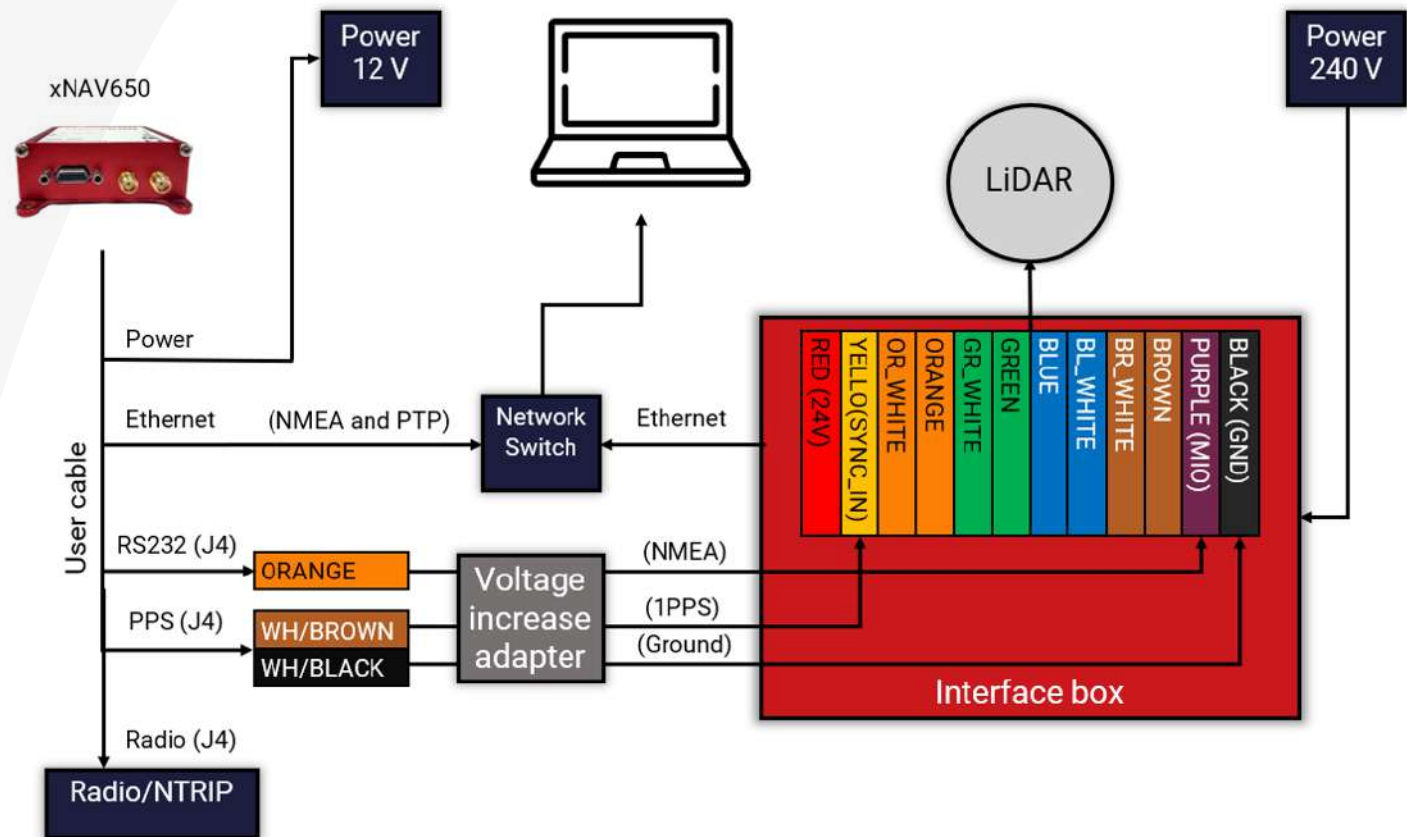 Power
12 V
Power
240 V
xNAV650
LiDAR
Power
Ethernet
(NMEA and PTP)
Network
Switch
Ethernet
User cable
RED (24V)
YELLO(SYNC_IN)
OR_WHITE
ORANGE
GR_WHITE
GREEN
BLUE
BL_WHITE
BR_WHITE
BROWN
PURPLE (MIO)
BLACK (GND)
RS232 (J4)
ORANGE
PPS (J4)
WH/BROWN
WH/BLACK
Voltage
increase
adapter
(NMEA)
(1PPS)
(Ground)
Interface box
Radio (J4)
Radio/NTRIP